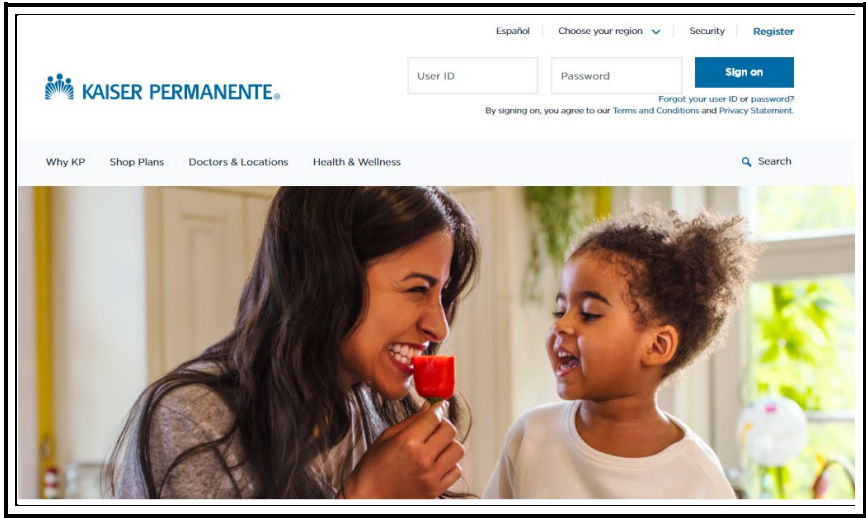 Español Choose your region Security Register
User ID Password Sign on
KAISER PERMANENTE®
Forgot your user ID or password?
By signing on, you agree to our Terms and Conditions and Privacy Statement.
Why KP Shop Plans Doctors & Locations Health & Wellness Search